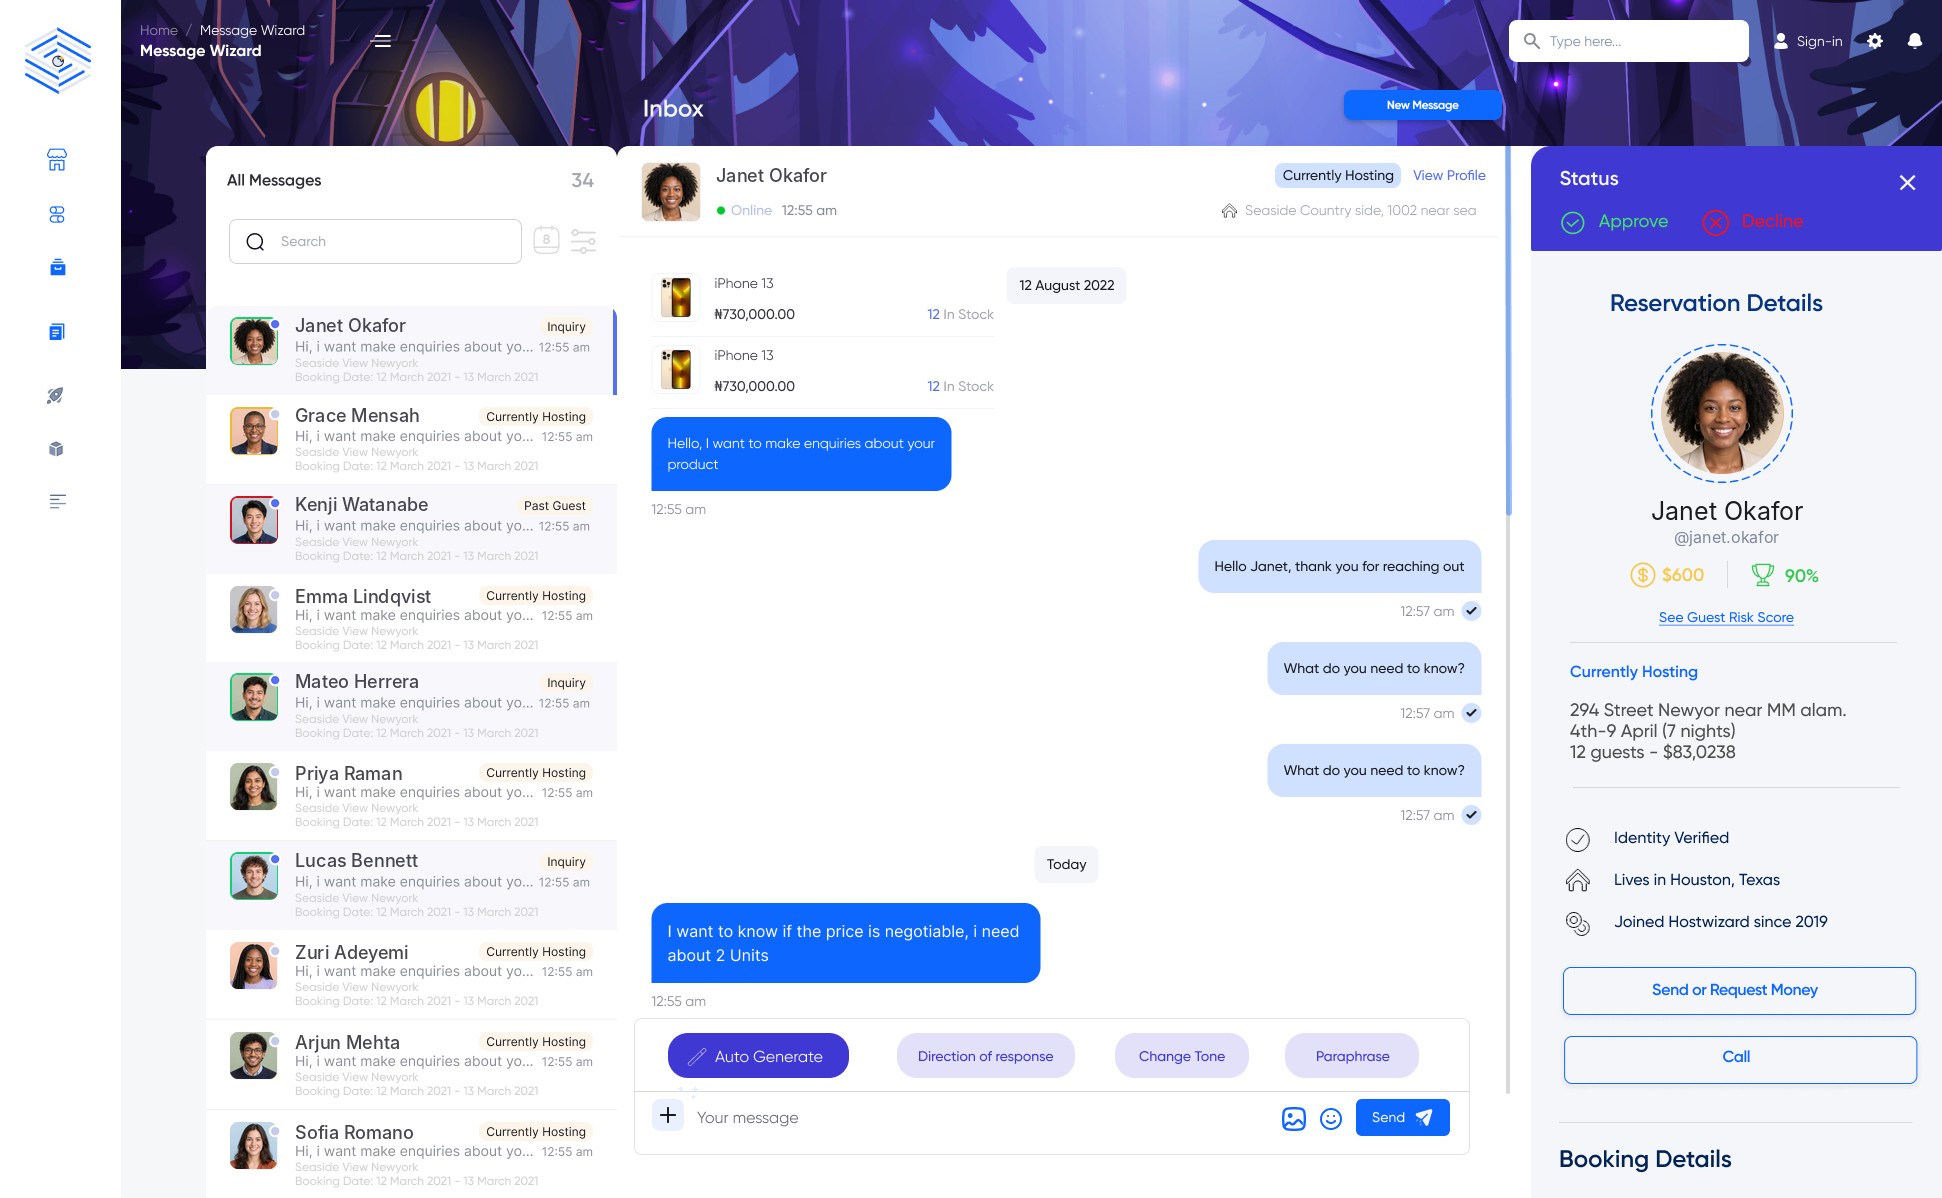 Home / Message Wizard
Message Wizard
Type here...
Sign-in
Inbox
New Message
All Messages
34
Search
8
Janet Okafor
Inquiry
Hi, i want make enquiries about yo...
12:55 am
Seaside View Newyork
Booking Date: 12 March 2021 - 13 March 2021
Grace Mensah
Currently Hosting
Hi, i want make enquiries about yo...
12:55 am
Seaside View Newyork
Booking Date: 12 March 2021 - 13 March 2021
Kenji Watanabe
Past Guest
Hi, i want make enquiries about yo...
12:55 am
Seaside View Newyork
Booking Date: 12 March 2021 - 13 March 2021
Emma Lindqvist
Currently Hosting
Hi, i want make enquiries about yo...
12:55 am
Seaside View Newyork
Booking Date: 12 March 2021 - 13 March 2021
Mateo Herrera
Inquiry
Hi, i want make enquiries about yo...
12:55 am
Seaside View Newyork
Booking Date: 12 March 2021 - 13 March 2021
Priya Raman
Currently Hosting
Hi, i want make enquiries about yo...
12:55 am
Seaside View Newyork
Booking Date: 12 March 2021 - 13 March 2021
Lucas Bennett
Inquiry
Hi, i want make enquiries about yo...
12:55 am
Seaside View Newyork
Booking Date: 12 March 2021 - 13 March 2021
Zuri Adeyemi
Currently Hosting
Hi, i want make enquiries about yo...
12:55 am
Seaside View Newyork
Booking Date: 12 March 2021 - 13 March 2021
Arjun Mehta
Currently Hosting
Hi, i want make enquiries about yo...
12:55 am
Seaside View Newyork
Booking Date: 12 March 2021 - 13 March 2021
Sofia Romano
Currently Hosting
Hi, i want make enquiries about yo...
12:55 am
Seaside View Newyork
Booking Date: 12 March 2021 - 13 March 2021
Janet Okafor
Currently Hosting
View Profile
Online
12:55 am
Seaside Country side, 1002 near sea
12 August 2022
iPhone 13
₦730,000.00
12 In Stock
iPhone 13
₦730,000.00
12 In Stock
Hello, I want to make enquiries about your
product
12:55 am
Hello Janet, thank you for reaching out
12:57 am
What do you need to know?
12:57 am
What do you need to know?
12:57 am
Today
I want to know if the price is negotiable, i need
about 2 Units
12:55 am
Auto Generate
Direction of response
Change Tone
Paraphrase
Your message
Send
Status
Approve
Decline
Reservation Details
Janet Okafor
@janet.okafor
$ $600
90%
See Guest Risk Score
Currently Hosting
294 Street Newyor near MM alam.
4th-9 April (7 nights)
12 guests - $83,0238
Identity Verified
Lives in Houston, Texas
Joined Hostwizard since 2019
Send or Request Money
Call
Booking Details